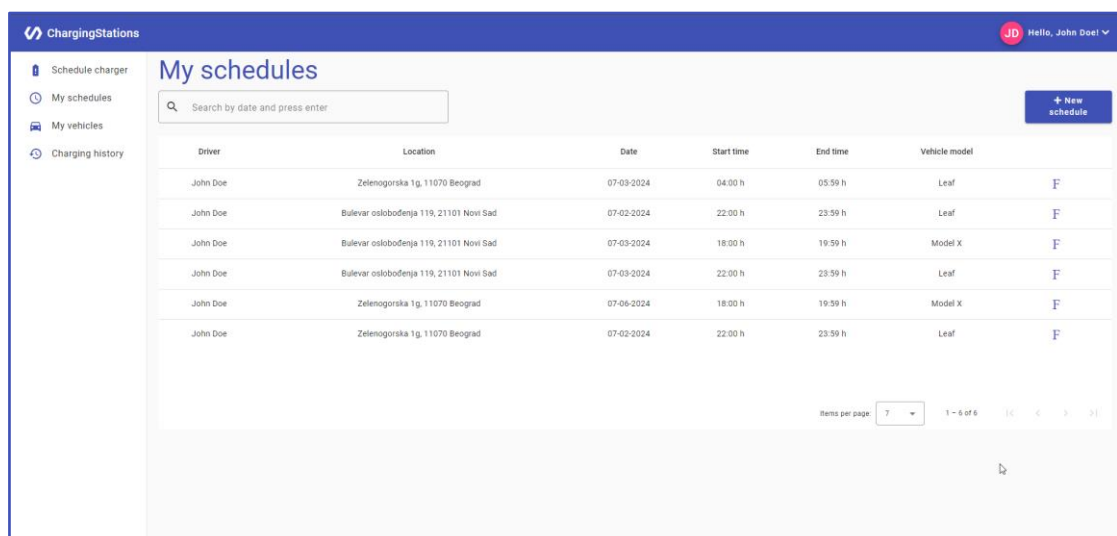 ChargingStations
JD Hello, John Doe!
Schedule charger
My schedules
My vehicles
Charging history
My schedules
Search by date and press enter
+ New
schedule
Driver Location Date Start time End time Vehicle model
John Doe Zelenogorska 1g, 11070 Beograd 07-03-2024 04:00 h 05:59 h Leaf F
John Doe Bulevar oslobođenja 119, 21101 Novi Sad 07-02-2024 22:00 h 23:59 h Leaf F
John Doe Bulevar oslobođenja 119, 21101 Novi Sad 07-03-2024 18:00 h 19:59 h Model X F
John Doe Bulevar oslobođenja 119, 21101 Novi Sad 07-03-2024 22:00 h 23:59 h Leaf F
John Doe Zelenogorska 1g, 11070 Beograd 07-06-2024 18:00 h 19:59 h Model X F
John Doe Zelenogorska 1g, 11070 Beograd 07-02-2024 22:00 h 23:59 h Leaf F
Items per page: 7 1 – 6 of 6